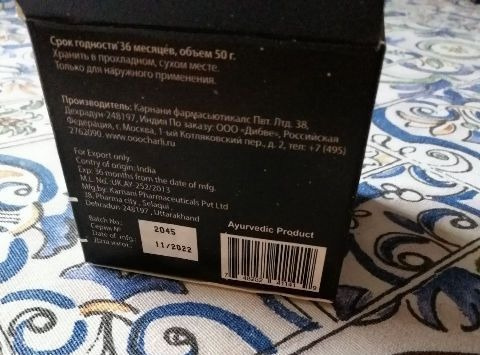 Срок годности 36 месяцев, объем 50 г.
Хранить в прохладном, сухом месте.
Только для наружного применения.
Производитель: Карнани фармасьютикалс Пвт. Лтд. 38,
Дехрадун-248197, Индия По заказу: ООО «Дибве», Российская
Федерация, г. Москва, 1-ый Котляковский пер., д. 2, тел: +7 (495)
2762090. www.ooocharli.ru
For Export only.
Contry of origin: India
Exp: 36 months from the date of mfg.
M.L. No.: UK.AY-252/2013
Mfg.by: Karnani Pharmaceuticals Pvt Ltd
38, Pharma city, Selaqui
Dehradun-248197, Uttarakhand
Batch No.: 2045
Серия №
Date of mfg.: 11/2022
Дата изгот.:
Ayurvedic Product